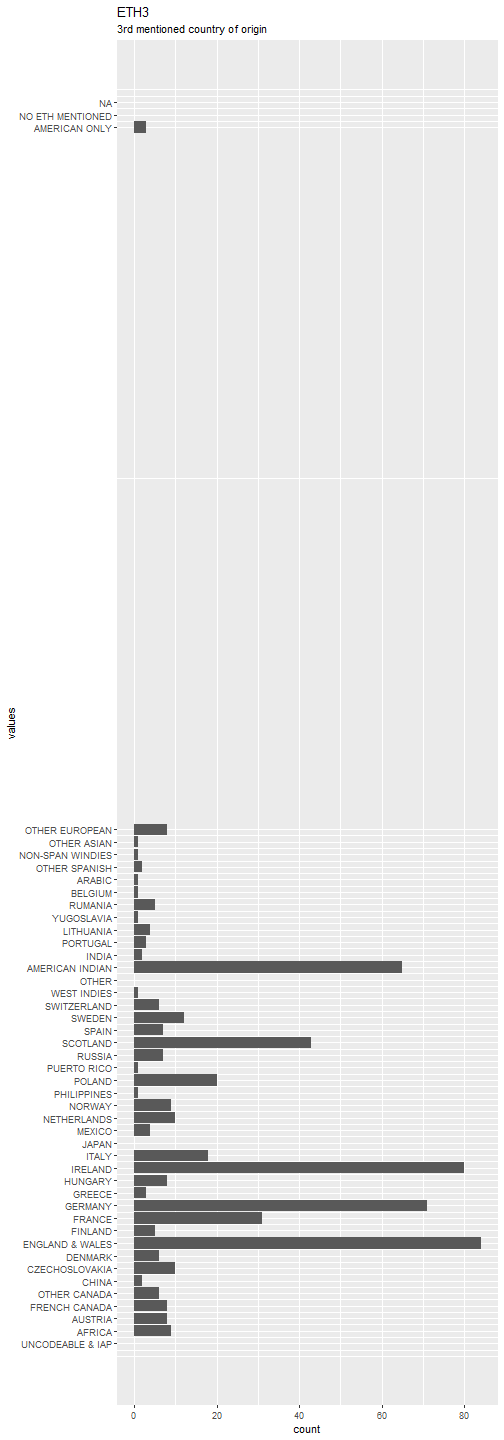 ETH3
3rd mentioned country of origin
NA
NO ETH MENTIONED
AMERICAN ONLY
values
OTHER EUROPEAN
OTHER ASIAN
NON-SPAN WINDIES
OTHER SPANISH
ARABIC
BELGIUM
RUMANIA
YUGOSLAVIA
LITHUANIA
PORTUGAL
INDIA
AMERICAN INDIAN
OTHER
WEST INDIES
SWITZERLAND
SWEDEN
SPAIN
SCOTLAND
RUSSIA
PUERTO RICO
POLAND
PHILIPPINES
NORWAY
NETHERLANDS
MEXICO
JAPAN
ITALY
IRELAND
HUNGARY
GREECE
GERMANY
FRANCE
FINLAND
ENGLAND & WALES
DENMARK
CZECHOSLOVAKIA
CHINA
OTHER CANADA
FRENCH CANADA
AUSTRIA
AFRICA
UNCODEABLE & IAP
0 20 40 60 80
count